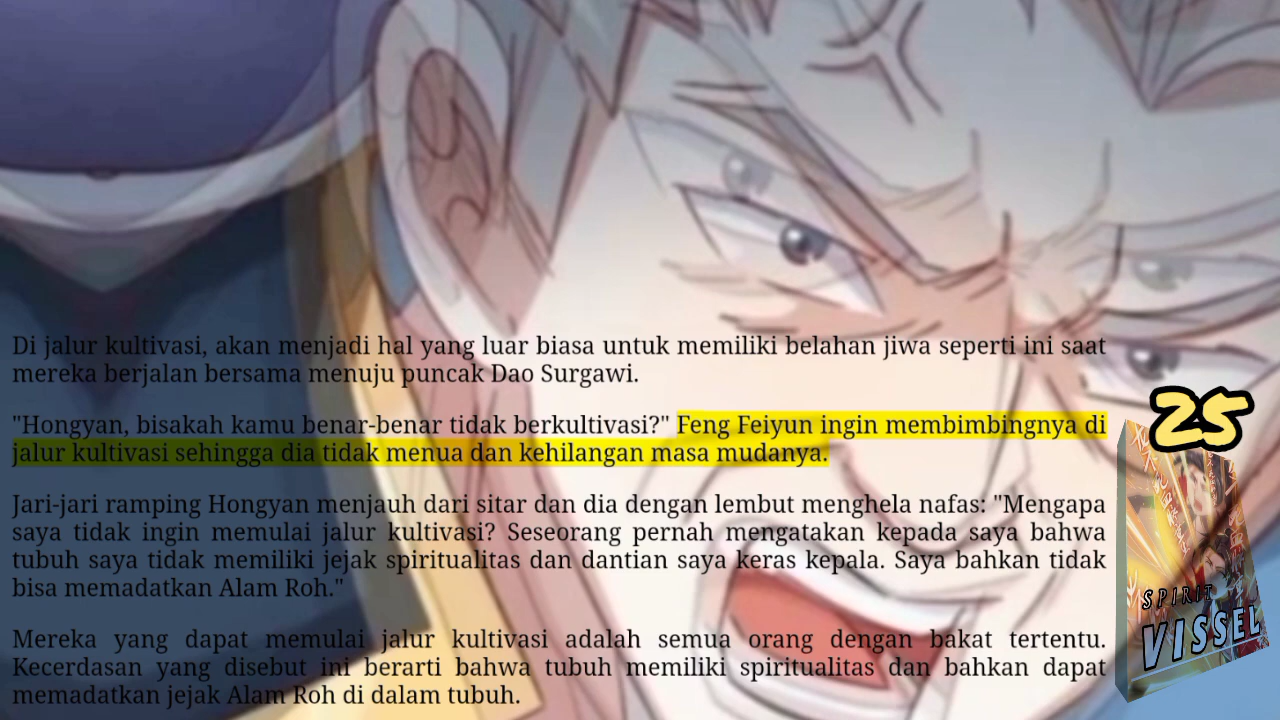 Di jalur kultivasi, akan menjadi hal yang luar biasa untuk memiliki belahan jiwa seperti ini saat
mereka berjalan bersama menuju puncak Dao Surgawi.
"Hongyan, bisakah kamu benar-benar tidak berkultivasi?" Feng Feiyun ingin membimbingnya di
jalur kultivasi sehingga dia tidak menua dan kehilangan masa mudanya.
Jari-jari ramping Hongyan menjauh dari sitar dan dia dengan lembut menghela nafas: "Mengapa
saya tidak ingin memulai jalur kultivasi? Seseorang pernah mengatakan kepada saya bahwa
tubuh saya tidak memiliki jejak spiritualitas dan dantian saya keras kepala. Saya bahkan tidak
bisa memadatkan Alam Roh."
Mereka yang dapat memulai jalur kultivasi adalah semua orang dengan bakat tertentu.
Kecerdasan yang disebut ini berarti bahwa tubuh memiliki spiritualitas dan bahkan dapat
memadatkan jejak Alam Roh di dalam tubuh.
25
SPIRIT
VISSEL